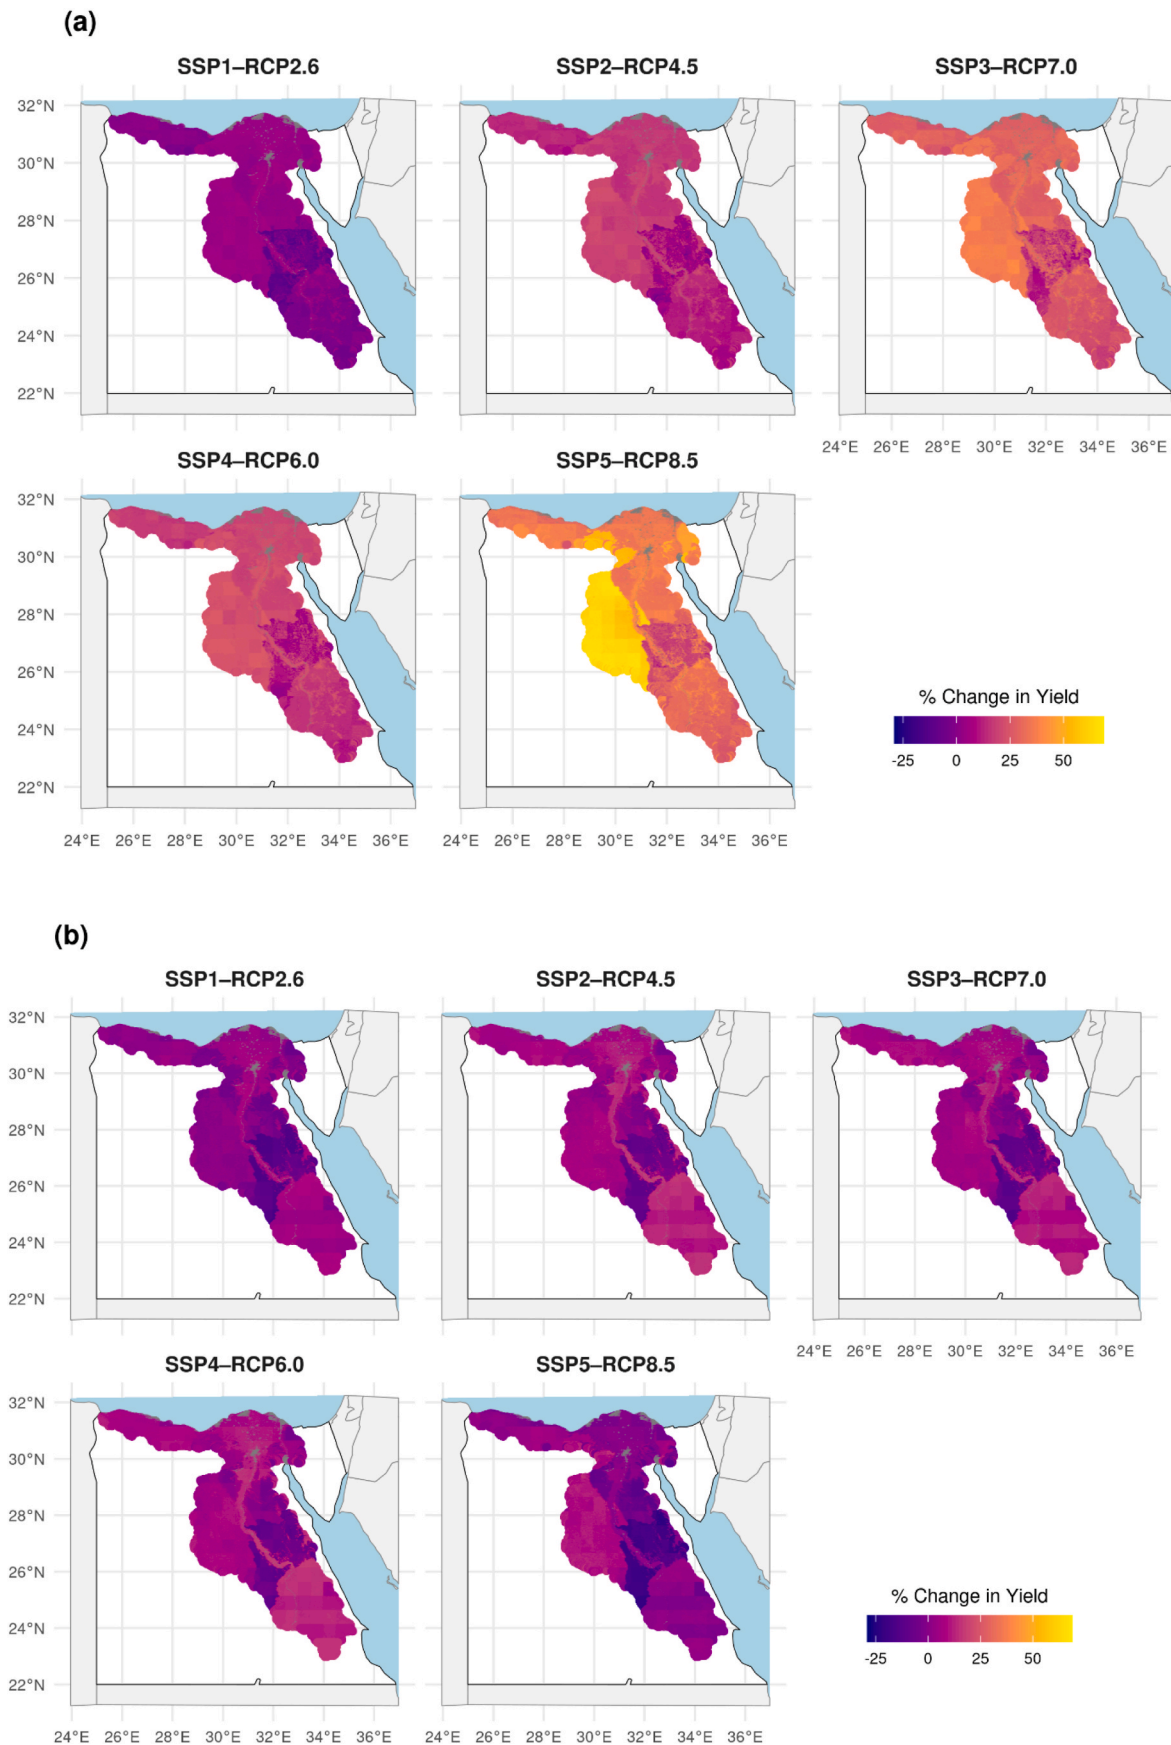 (a)
SSP1–RCP2.6 SSP2–RCP4.5 SSP3–RCP7.0
32°N
30°N
28°N
26°N
24°N
22°N
24°E 26°E 28°E 30°E 32°E 34°E 36°E
SSP4–RCP6.0 SSP5–RCP8.5
32°N
30°N
28°N
26°N
24°N
22°N
% Change in Yield
-25 0 25 50
24°E 26°E 28°E 30°E 32°E 34°E 36°E 24°E 26°E 28°E 30°E 32°E 34°E 36°E
(b)
SSP1–RCP2.6 SSP2–RCP4.5 SSP3–RCP7.0
32°N
30°N
28°N
26°N
24°N
22°N
24°E 26°E 28°E 30°E 32°E 34°E 36°E
SSP4–RCP6.0 SSP5–RCP8.5
32°N
30°N
28°N
26°N
24°N
22°N
% Change in Yield
-25 0 25 50
24°E 26°E 28°E 30°E 32°E 34°E 36°E 24°E 26°E 28°E 30°E 32°E 34°E 36°E